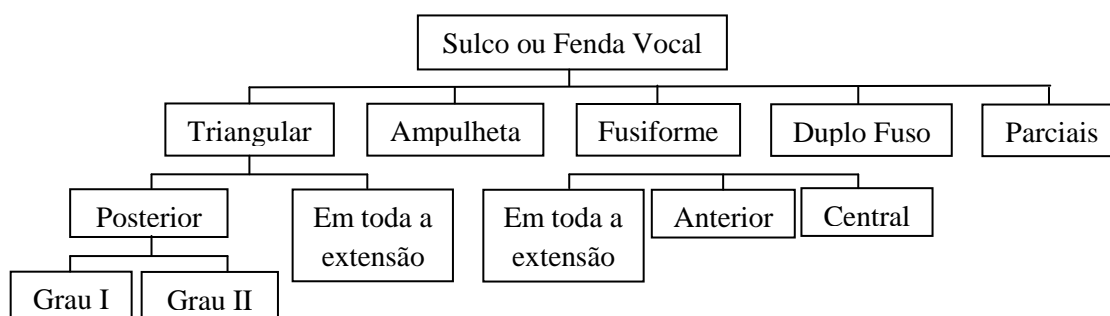 Sulco ou Fenda Vocal
Triangular
Ampulheta
Fusiforme
Duplo Fuso
Parciais
Posterior
Em toda a
extensão
Em toda a
extensão
Anterior
Central
Grau I
Grau II